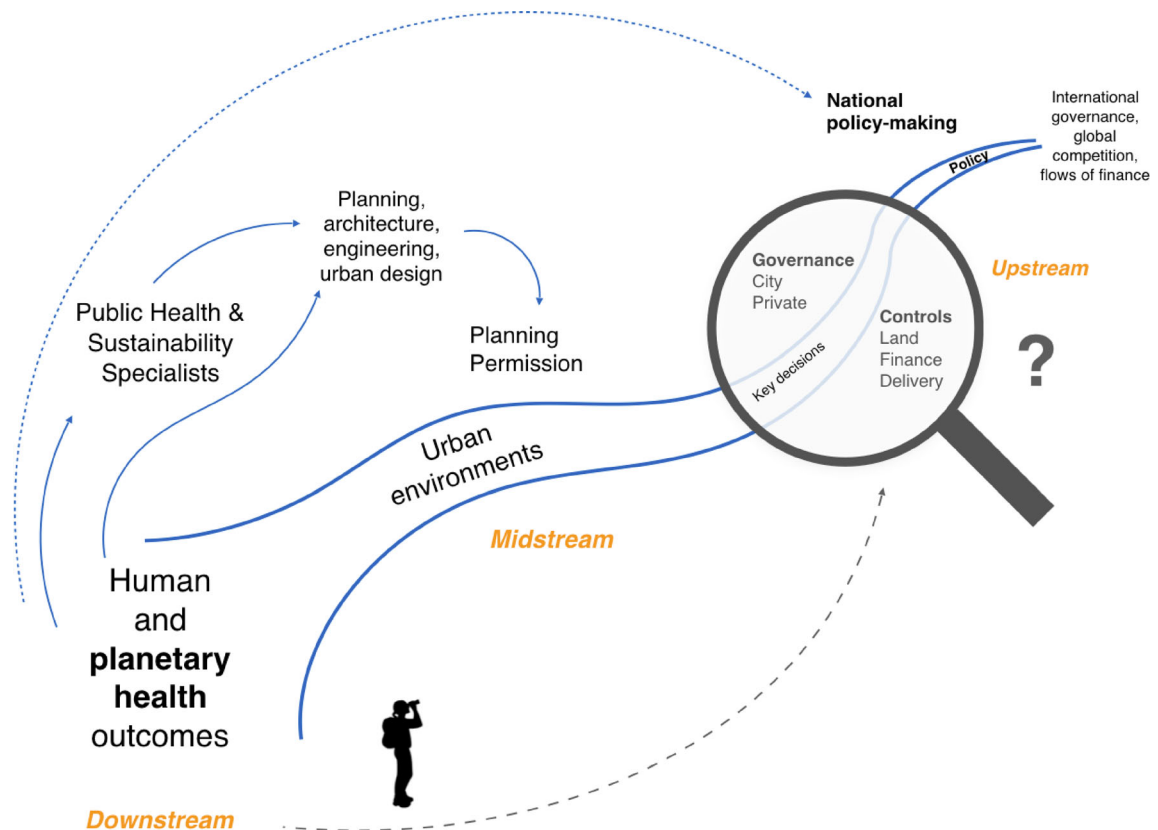 National
policy-making
International
governance,
global
competition,
flows of finance
Policy
Planning,
architecture,
engineering,
urban design
Public Health &
Sustainability
Specialists
Planning
Permission
Governance
City
Private
Controls
Land
Finance
Delivery
Key decisions
Upstream
?
Urban
environments
Midstream
Human
and
planetary
health
outcomes
Downstream